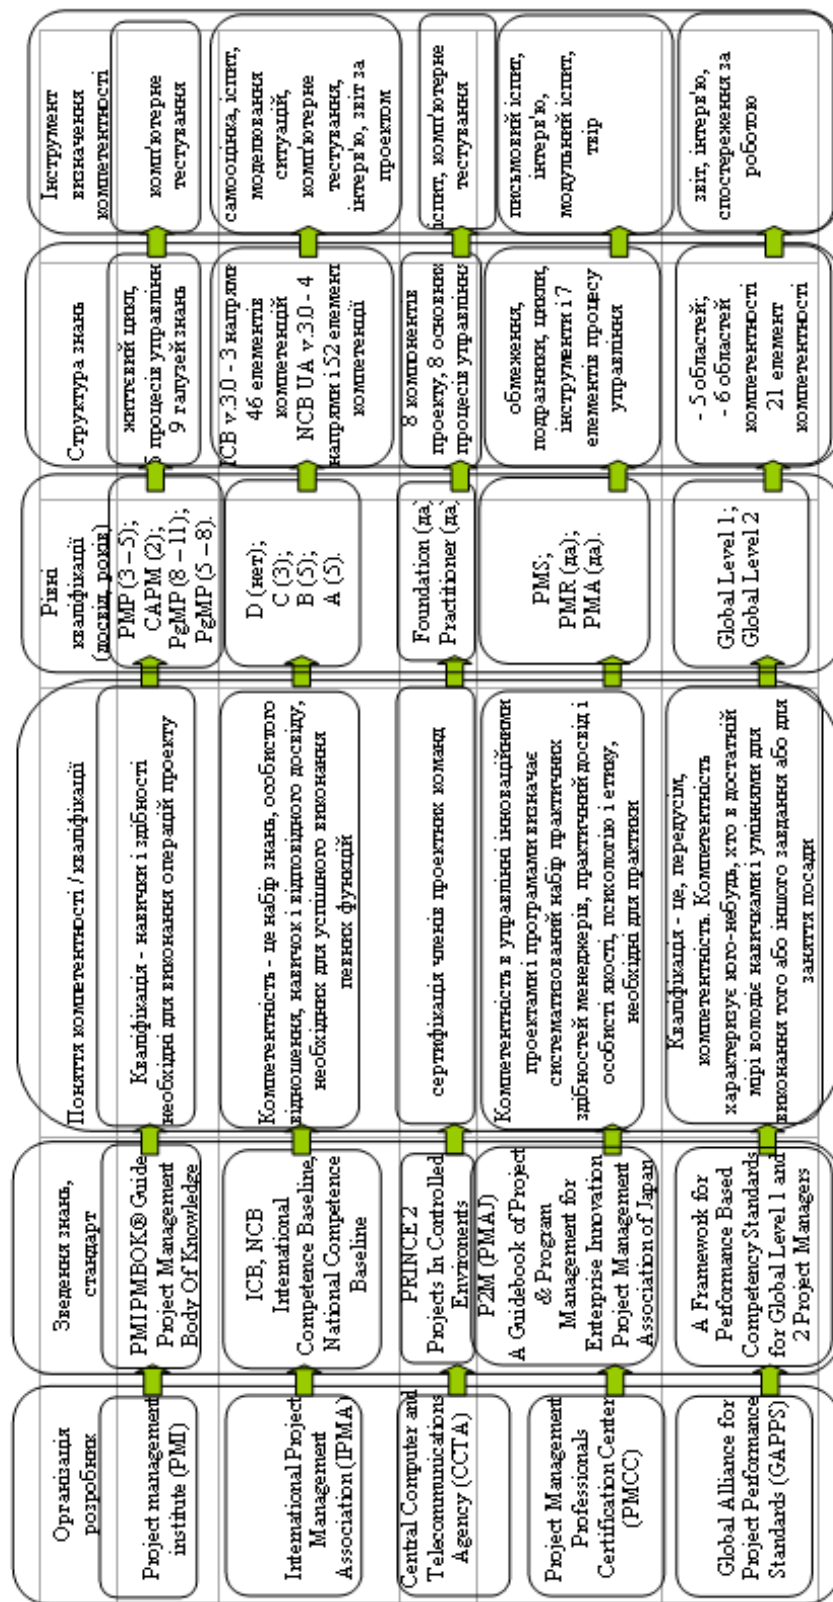 Організація
розробник
Зведення знань,
стандарт
Поняття компетентності / кваліфікації
Рівні
кваліфікації
(досвід, років)
Структура знань
Інструмент
визначення
компетентності
Project management
institute (PMI)
PMI PMBOK® Guide
Project Management
Body Of Knowledge
Кваліфікація - навички і здібності
необхідні для виконання операцій проекту
PMP (3 – 5);
CAPM (2);
PgMP (8 –11);
PgMP (5 – 8).
життєвий цикл,
5 процесів управлінн
9 галузей знань
комп'ютерне
тестування
International Project
Management
Association (IPMA)
ICB, NCB
International
Competence Baseline,
National Competence
Baseline
Компетентність - це набір знань, особистого
відношення, навичок і відповідного досвіду,
необхідних для успішного виконання
певних функцій
D (нет);
C (3);
B (5);
A (5).
ICB v.3.0 - 3 напрям
46 елементів
компетенцій
NCB UA v.3.0 - 4
напрями і 52 елемен
компетенції
самооцінка, іспит,
моделювання
ситуацій,
комп'ютерне
тестування,
інтерв'ю, звіт за
проектом
Central Computer and
Telecommunications
Agency (CCTA)
PRINCE 2
Projects In Controlled
Enviroments
сертифікація членів проектних команд
Foundation (да)
Practitioner (да)
8 компонентів
проекту, 8 основних
процесів управління
іспит, комп'ютерне
тестування
Project Management
Professionals
Certification Center
(PMCC)
P2M (PMAJ)
A Guidebook of Project
& Program
Management for
Enterprise Innovation
Project Management
Association of Japan
Компетентність в управлінні інноваційними
проектами і програмами визначає
систематизований набір практичних
здібностей менеджерів, практичний досвід і
особисті якості, психологію і етику,
необхідні для практики
PMS;
PMR (да);
PMA (да).
обмеження,
подразники, цикли,
інструменти і 7
елементів процесу
управління
письмовий іспит,
інтерв'ю,
модульний іспит,
твір
Global Alliance for
Project Performance
Standards (GAPPS)
A Framework for
Performance Based
Competency Standards
for Global Level 1 and
2 Project Managers
Кваліфікація - це, передусім,
компетентність. Компетентність
характеризує кого-небудь, хто в достатній
мірі володіє навичками і уміннями для
виконання того або іншого завдання або для
заняття посади
Global Level 1;
Global Level 2
- 5 областей,
- 6 областей
компетентності
21 елемент
компетентності
звіт, інтерв'ю,
спостереження за
роботою